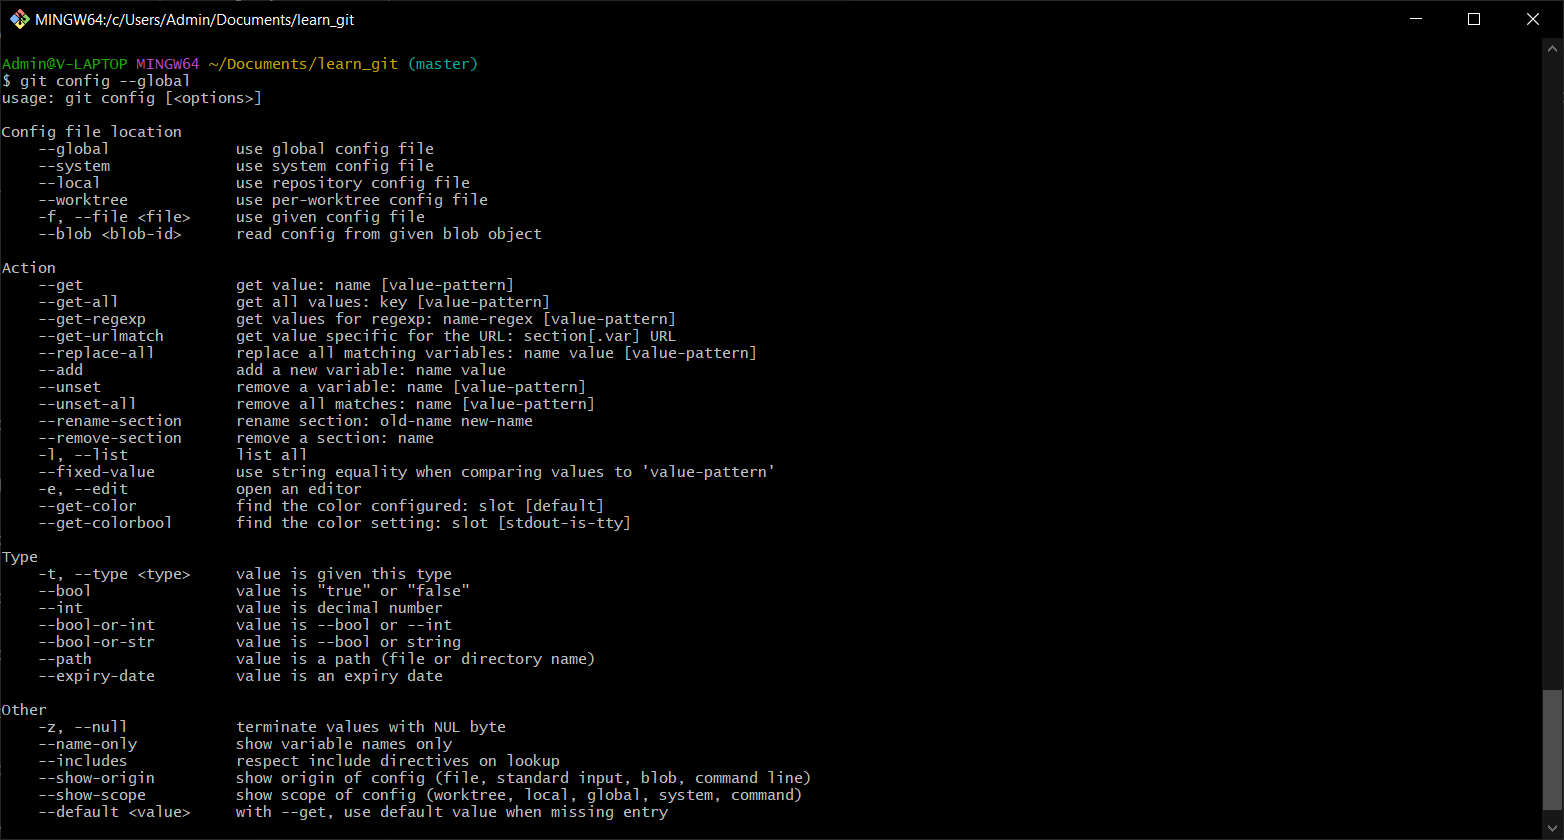 MINGW64:/c/Users/Admin/Documents/learn_git
Admin@V-LAPTOP MINGW64 ~/Documents/learn_git (master)
$ git config --global
usage: git config [<options>]
Config file location
--global use global config file
--system use system config file
--local use repository config file
--worktree use per-worktree config file
-f, --file <file> use given config file
--blob <blob-id> read config from given blob object
Action
--get get value: name [value-pattern]
--get-all get all values: key [value-pattern]
--get-regexp get values for regexp: name-regex [value-pattern]
--get-urlmatch get value specific for the URL: section[.var] URL
--replace-all replace all matching variables: name value [value-pattern]
--add add a new variable: name value
--unset remove a variable: name [value-pattern]
--unset-all remove all matches: name [value-pattern]
--rename-section rename section: old-name new-name
--remove-section remove a section: name
-l, --list list all
--fixed-value use string equality when comparing values to 'value-pattern'
-e, --edit open an editor
--get-color find the color configured: slot [default]
--get-colorbool find the color setting: slot [stdout-is-tty]
Type
-t, --type <type> value is given this type
--bool value is "true" or "false"
--int value is decimal number
--bool-or-int value is --bool or --int
--bool-or-str value is --bool or string
--path value is a path (file or directory name)
--expiry-date value is an expiry date
Other
-z, --null terminate values with NUL byte
--name-only show variable names only
--includes respect include directives on lookup
--show-origin show origin of config (file, standard input, blob, command line)
--show-scope show scope of config (worktree, local, global, system, command)
--default <value> with --get, use default value when missing entry